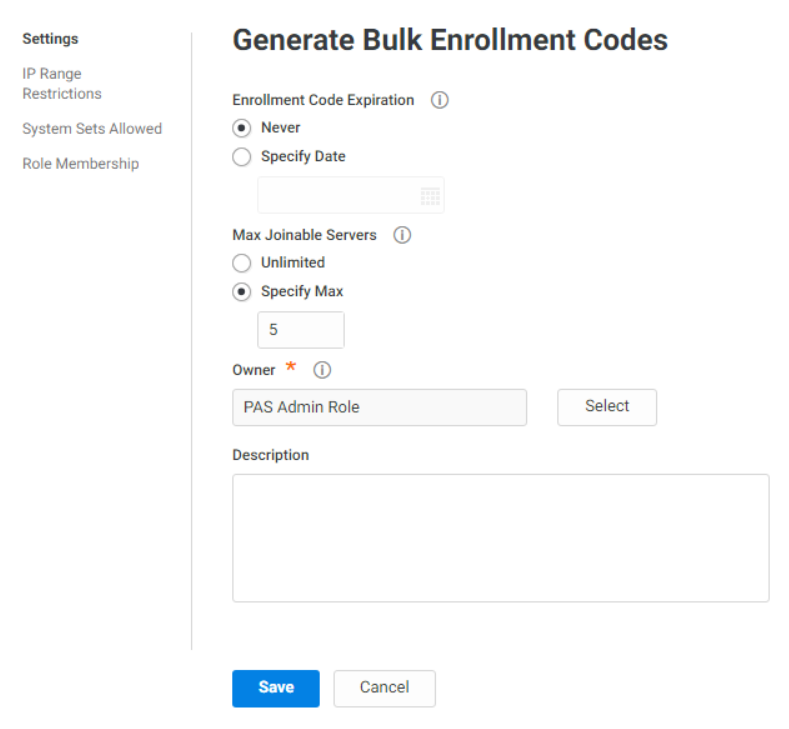 Settings
IP Range
Restrictions
System Sets Allowed
Role Membership
Generate Bulk Enrollment Codes
Enrollment Code Expiration
Never
Specify Date
Max Joinable Servers
Unlimited
Specify Max
5
Owner *
PAS Admin Role
Select
Description
Save
Cancel